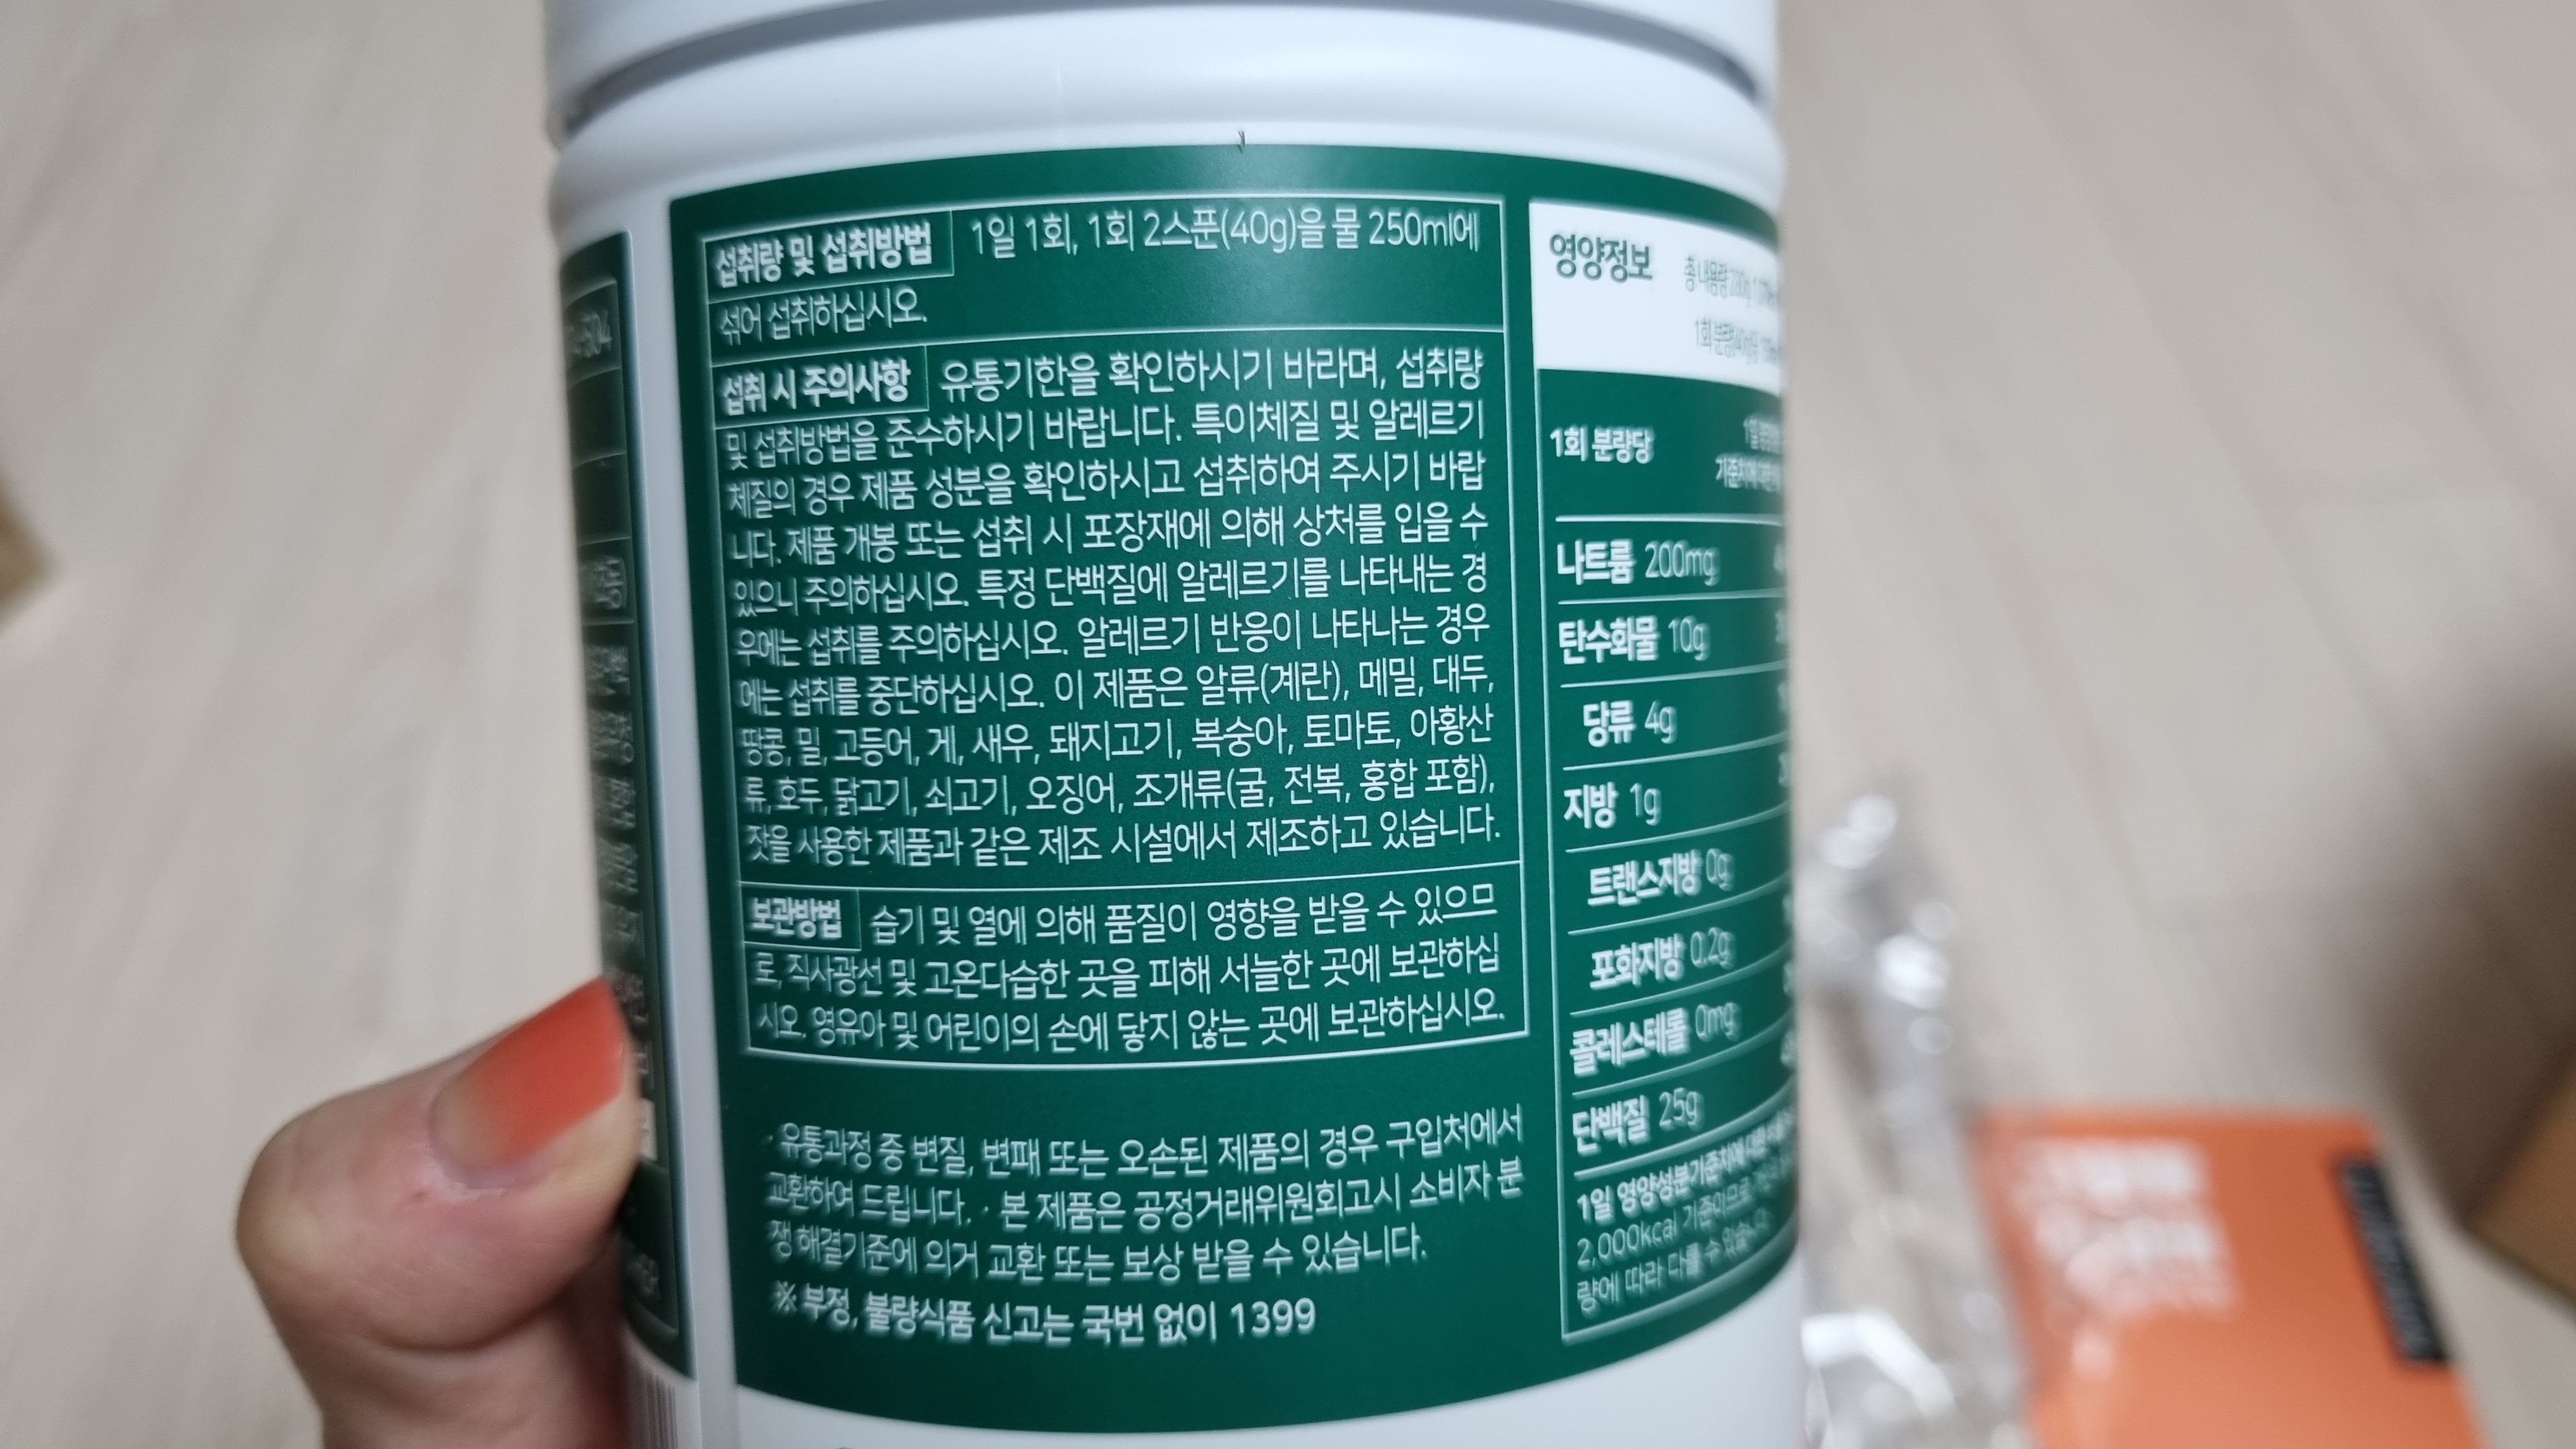 섭취량 및 섭취방법 1일 1회, 1회 2스푼(40g)을 물 250ml에
섞어 섭취하십시오.
섭취 시 주의사항 유통기한을 확인하시기 바라며, 섭취량
및 섭취방법을 준수하시기 바랍니다. 특이체질 및 알레르기
체질의 경우 제품 성분을 확인하시고 섭취하여 주시기 바랍
니다. 제품 개봉 또는 섭취 시 포장재에 의해 상처를 입을 수
있으니 주의하십시오. 특정 단백질에 알레르기를 나타내는 경
우에는 섭취를 주의하십시오. 알레르기 반응이 나타나는 경우
에는 섭취를 중단하십시오. 이 제품은 알류(계란), 메밀, 대두,
땅콩, 밀, 고등어, 게, 새우, 돼지고기, 복숭아, 토마토, 아황산
류, 호두, 닭고기, 쇠고기, 오징어, 조개류(굴, 전복, 홍합 포함),
잣을 사용한 제품과 같은 제조 시설에서 제조하고 있습니다.
보관방법 습기 및 열에 의해 품질이 영향을 받을 수 있으므
로, 직사광선 및 고온다습한 곳을 피해 서늘한 곳에 보관하십
시오. 영유아 및 어린이의 손에 닿지 않는 곳에 보관하십시오.
· 유통과정 중 변질, 변패 또는 오손된 제품의 경우 구입처에서
교환하여 드립니다. · 본 제품은 공정거래위원회고시 소비자 분
쟁 해결기준에 의거 교환 또는 보상 받을 수 있습니다.
※ 부정, 불량식품 신고는 국번 없이 1399
영양정보
총 내용량
1회 분량당
나트륨 200mg
탄수화물 10g
당류 4g
지방 1g
트랜스지방 0g
포화지방 0.2g
콜레스테롤 0mg
단백질 25g
1일 영양성분기준치에 대한
2,000kcal 기준이므로
량에 따라 다를 수 있습니다.